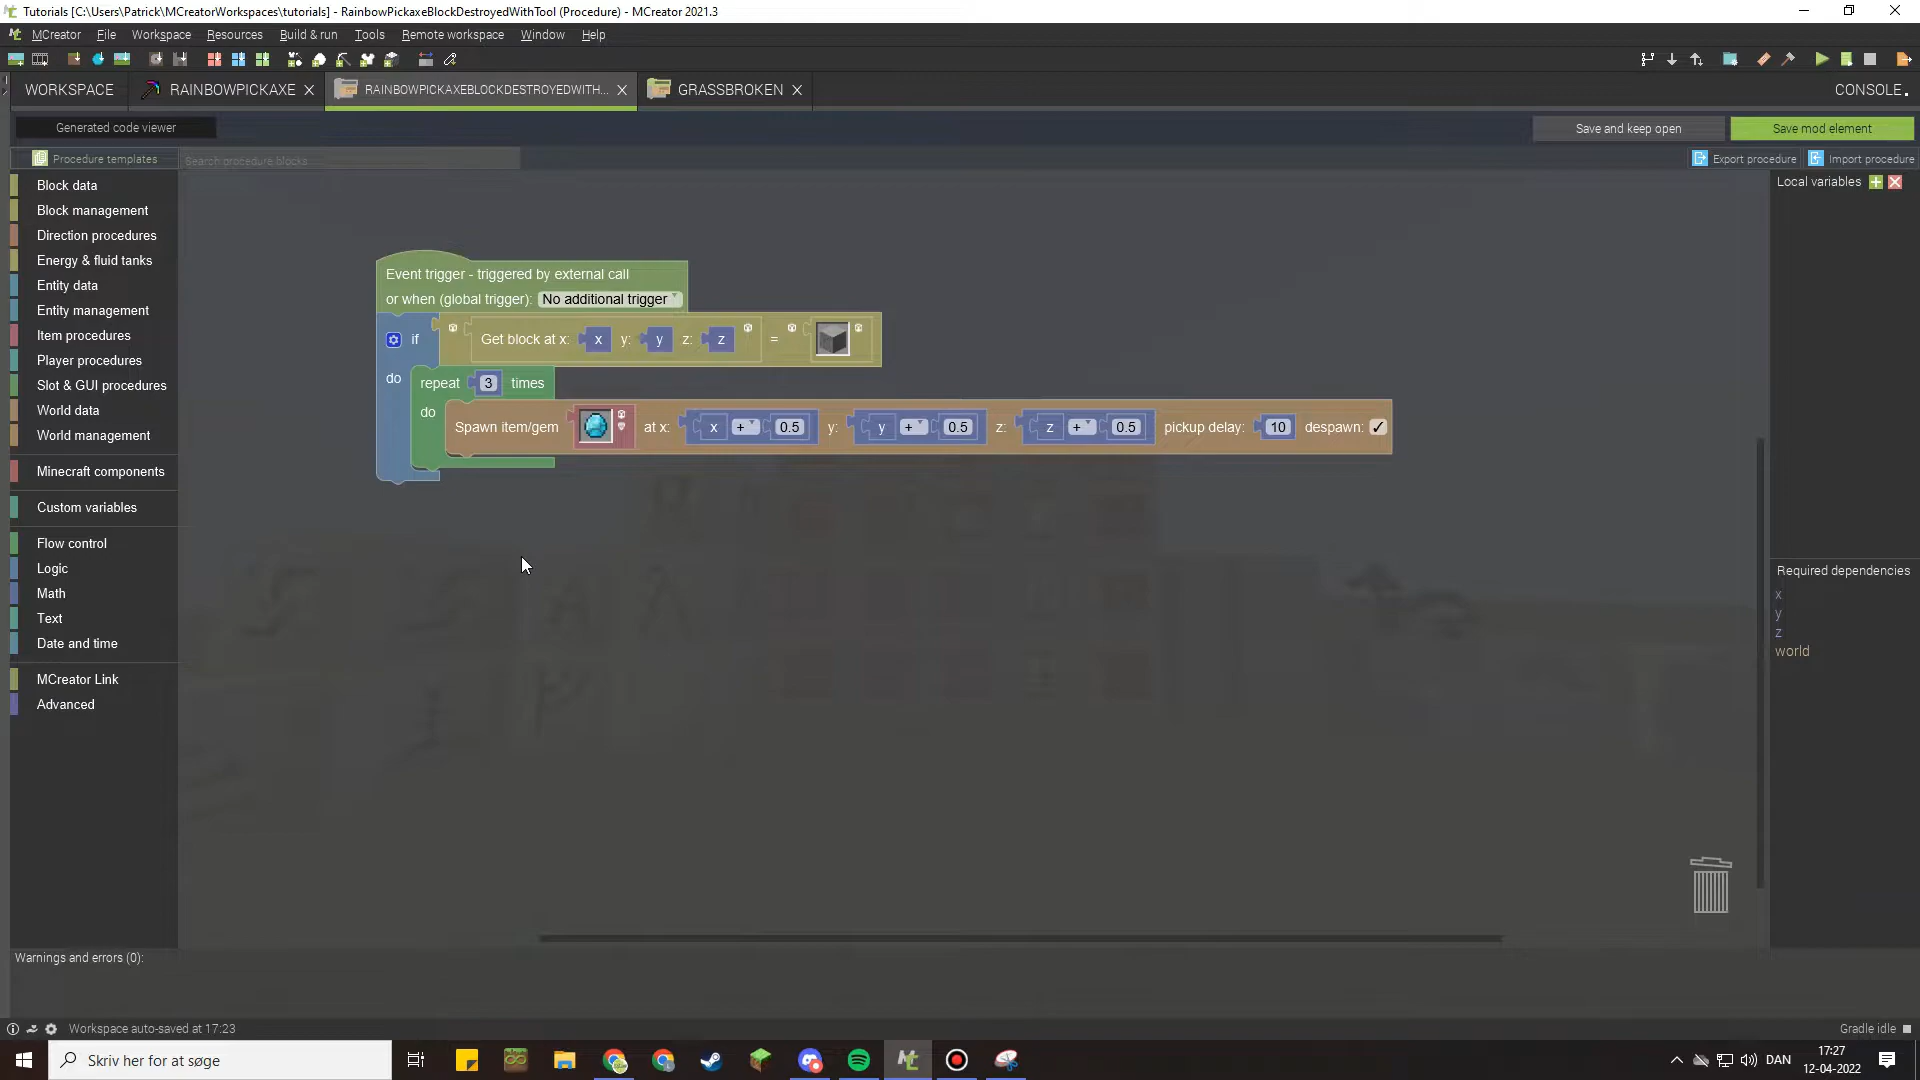 Tutorials [C:\Users\Patrick\MCreatorWorkspaces\tutorials] - RainbowPickaxeBlockDestroyedWithTool (Procedure) - MCreator 2021.3
MCreator File Workspace Resources Build & run Tools Remote workspace Window Help
WORKSPACE RAINBOWPICKAXE RAINBOWPICKAXEBLOCKDESTROYEDWITH... GRASSBROKEN CONSOLE
Generated code viewer Save and keep open Save mod element
Procedure templates Search procedure blocks Export procedure Import procedure
Block data
Block management
Direction procedures
Energy & fluid tanks
Entity data
Entity management
Item procedures
Player procedures
Slot & GUI procedures
World data
World management
Minecraft components
Custom variables
Flow control
Logic
Math
Text
Date and time
MCreator Link
Advanced
Event trigger - triggered by external call
or when (global trigger): No additional trigger
if Get block at x: x y: y z: z =
do repeat 3 times
do Spawn item/gem at x: x + 0.5 y: y + 0.5 z: z + 0.5 pickup delay: 10 despawn: ✓
Local variables
Required dependencies
x
y
z
world
Warnings and errors (0):
Workspace auto-saved at 17:23 Gradle idle
Skriv her for at søge DAN 17:27
12-04-2022